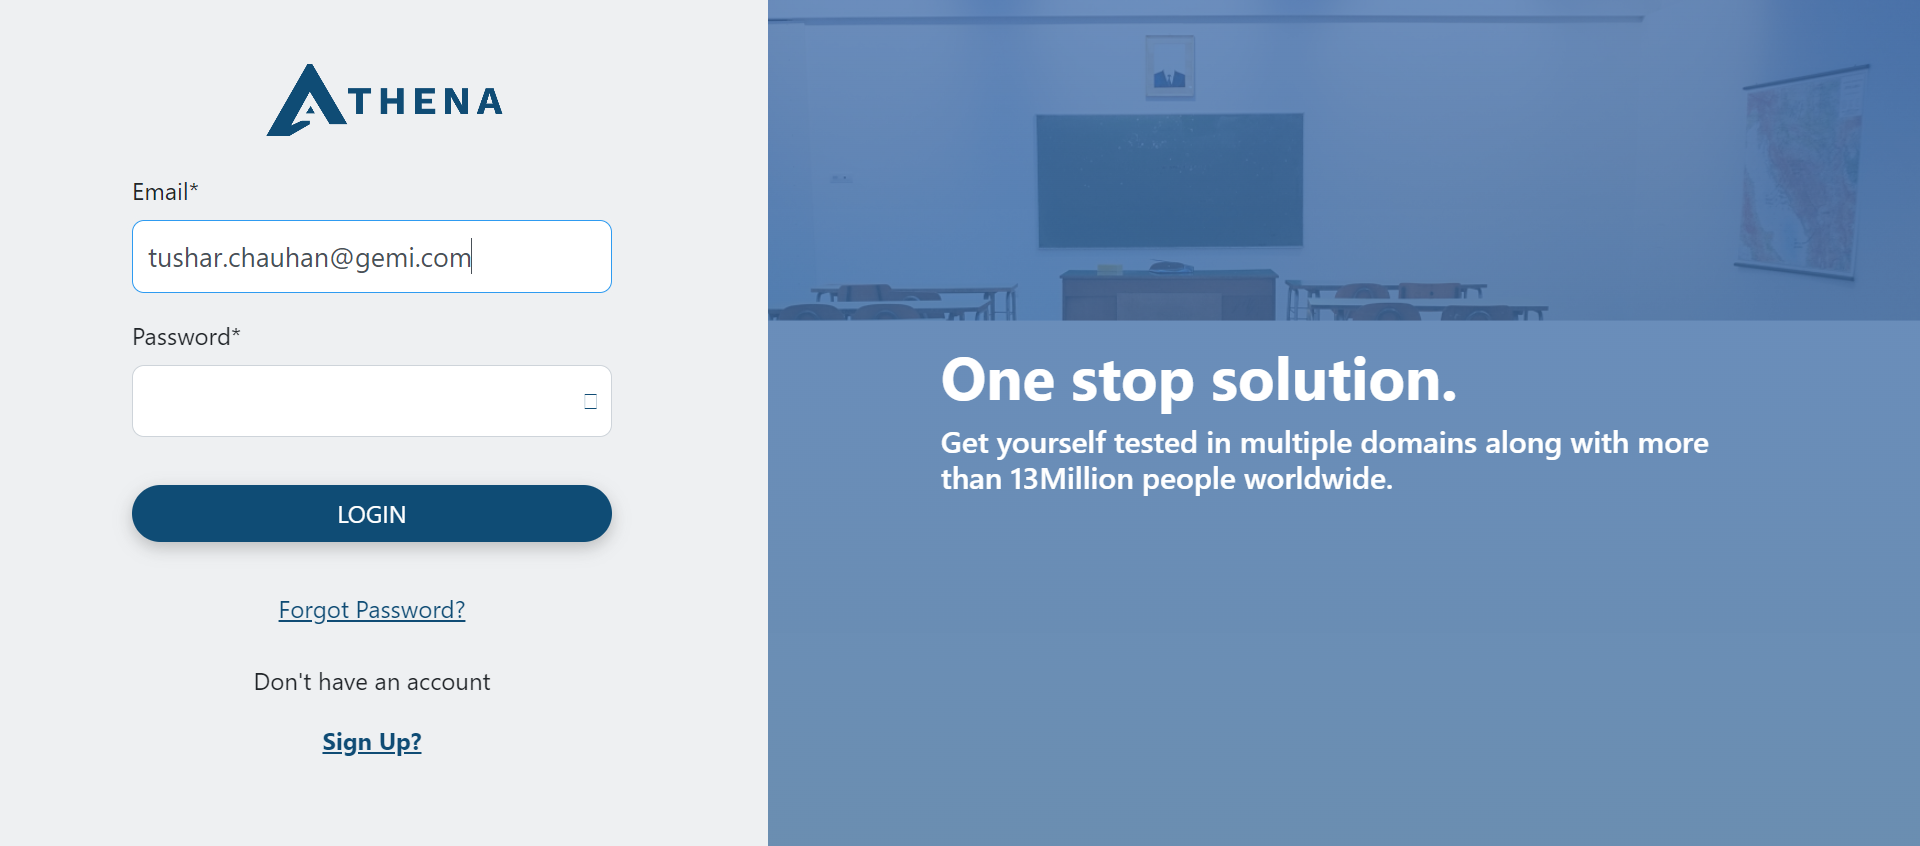 ATHENA
Email*
tushar.chauhan@gemi.com
Password*
LOGIN
Forgot Password?
Don't have an account
Sign Up?
One stop solution.
Get yourself tested in multiple domains along with more
than 13Million people worldwide.